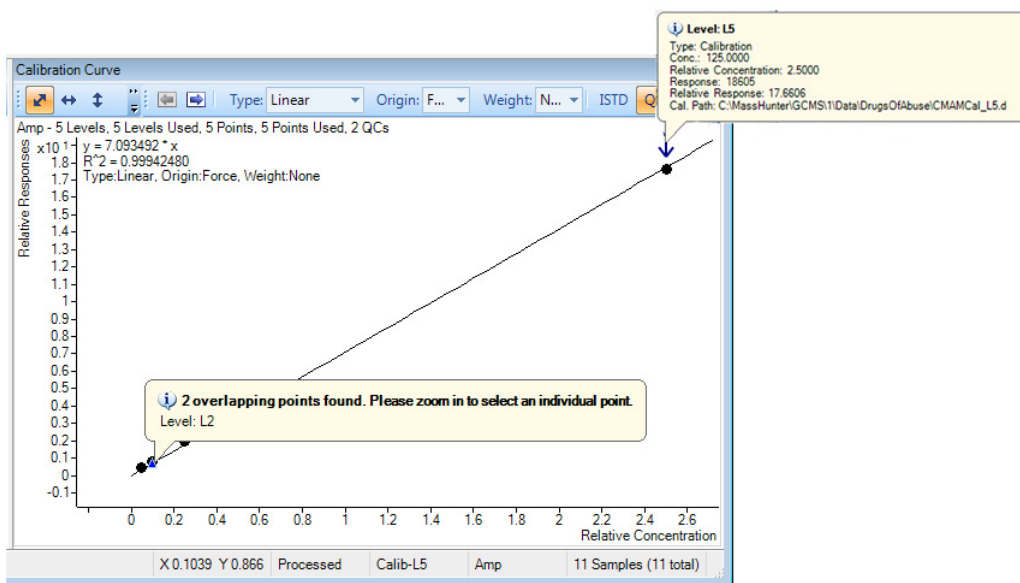 Level: L5
Type: Calibration
Conc.: 125.0000
Relative Concentration: 2.5000
Response: 18605
Relative Response: 17.6606
Cal. Path: C:\MassHunter\GCMS\1\Data\DrugsOfAbuse\CMAMCal_L5.d
Calibration Curve
Type: Linear Origin: F... Weight: N... ISTD Q
Amp - 5 Levels, 5 Levels Used, 5 Points, 5 Points Used, 2 QCs
Relative Responses
x10 1
y = 7.093492 * x
R^2 = 0.99942480
Type:Linear, Origin:Force, Weight:None
1.8
1.7
1.6
1.5
1.4
1.3
1.2
1.1
1
0.9
0.8
0.7
0.6
0.5
0.4
0.3
0.2
0.1
0
-0.1
2 overlapping points found. Please zoom in to select an individual point.
Level: L2
0 0.2 0.4 0.6 0.8 1 1.2 1.4 1.6 1.8 2 2.2 2.4 2.6
Relative Concentration
X 0.1039 Y 0.866 Processed Calib-L5 Amp 11 Samples (11 total)